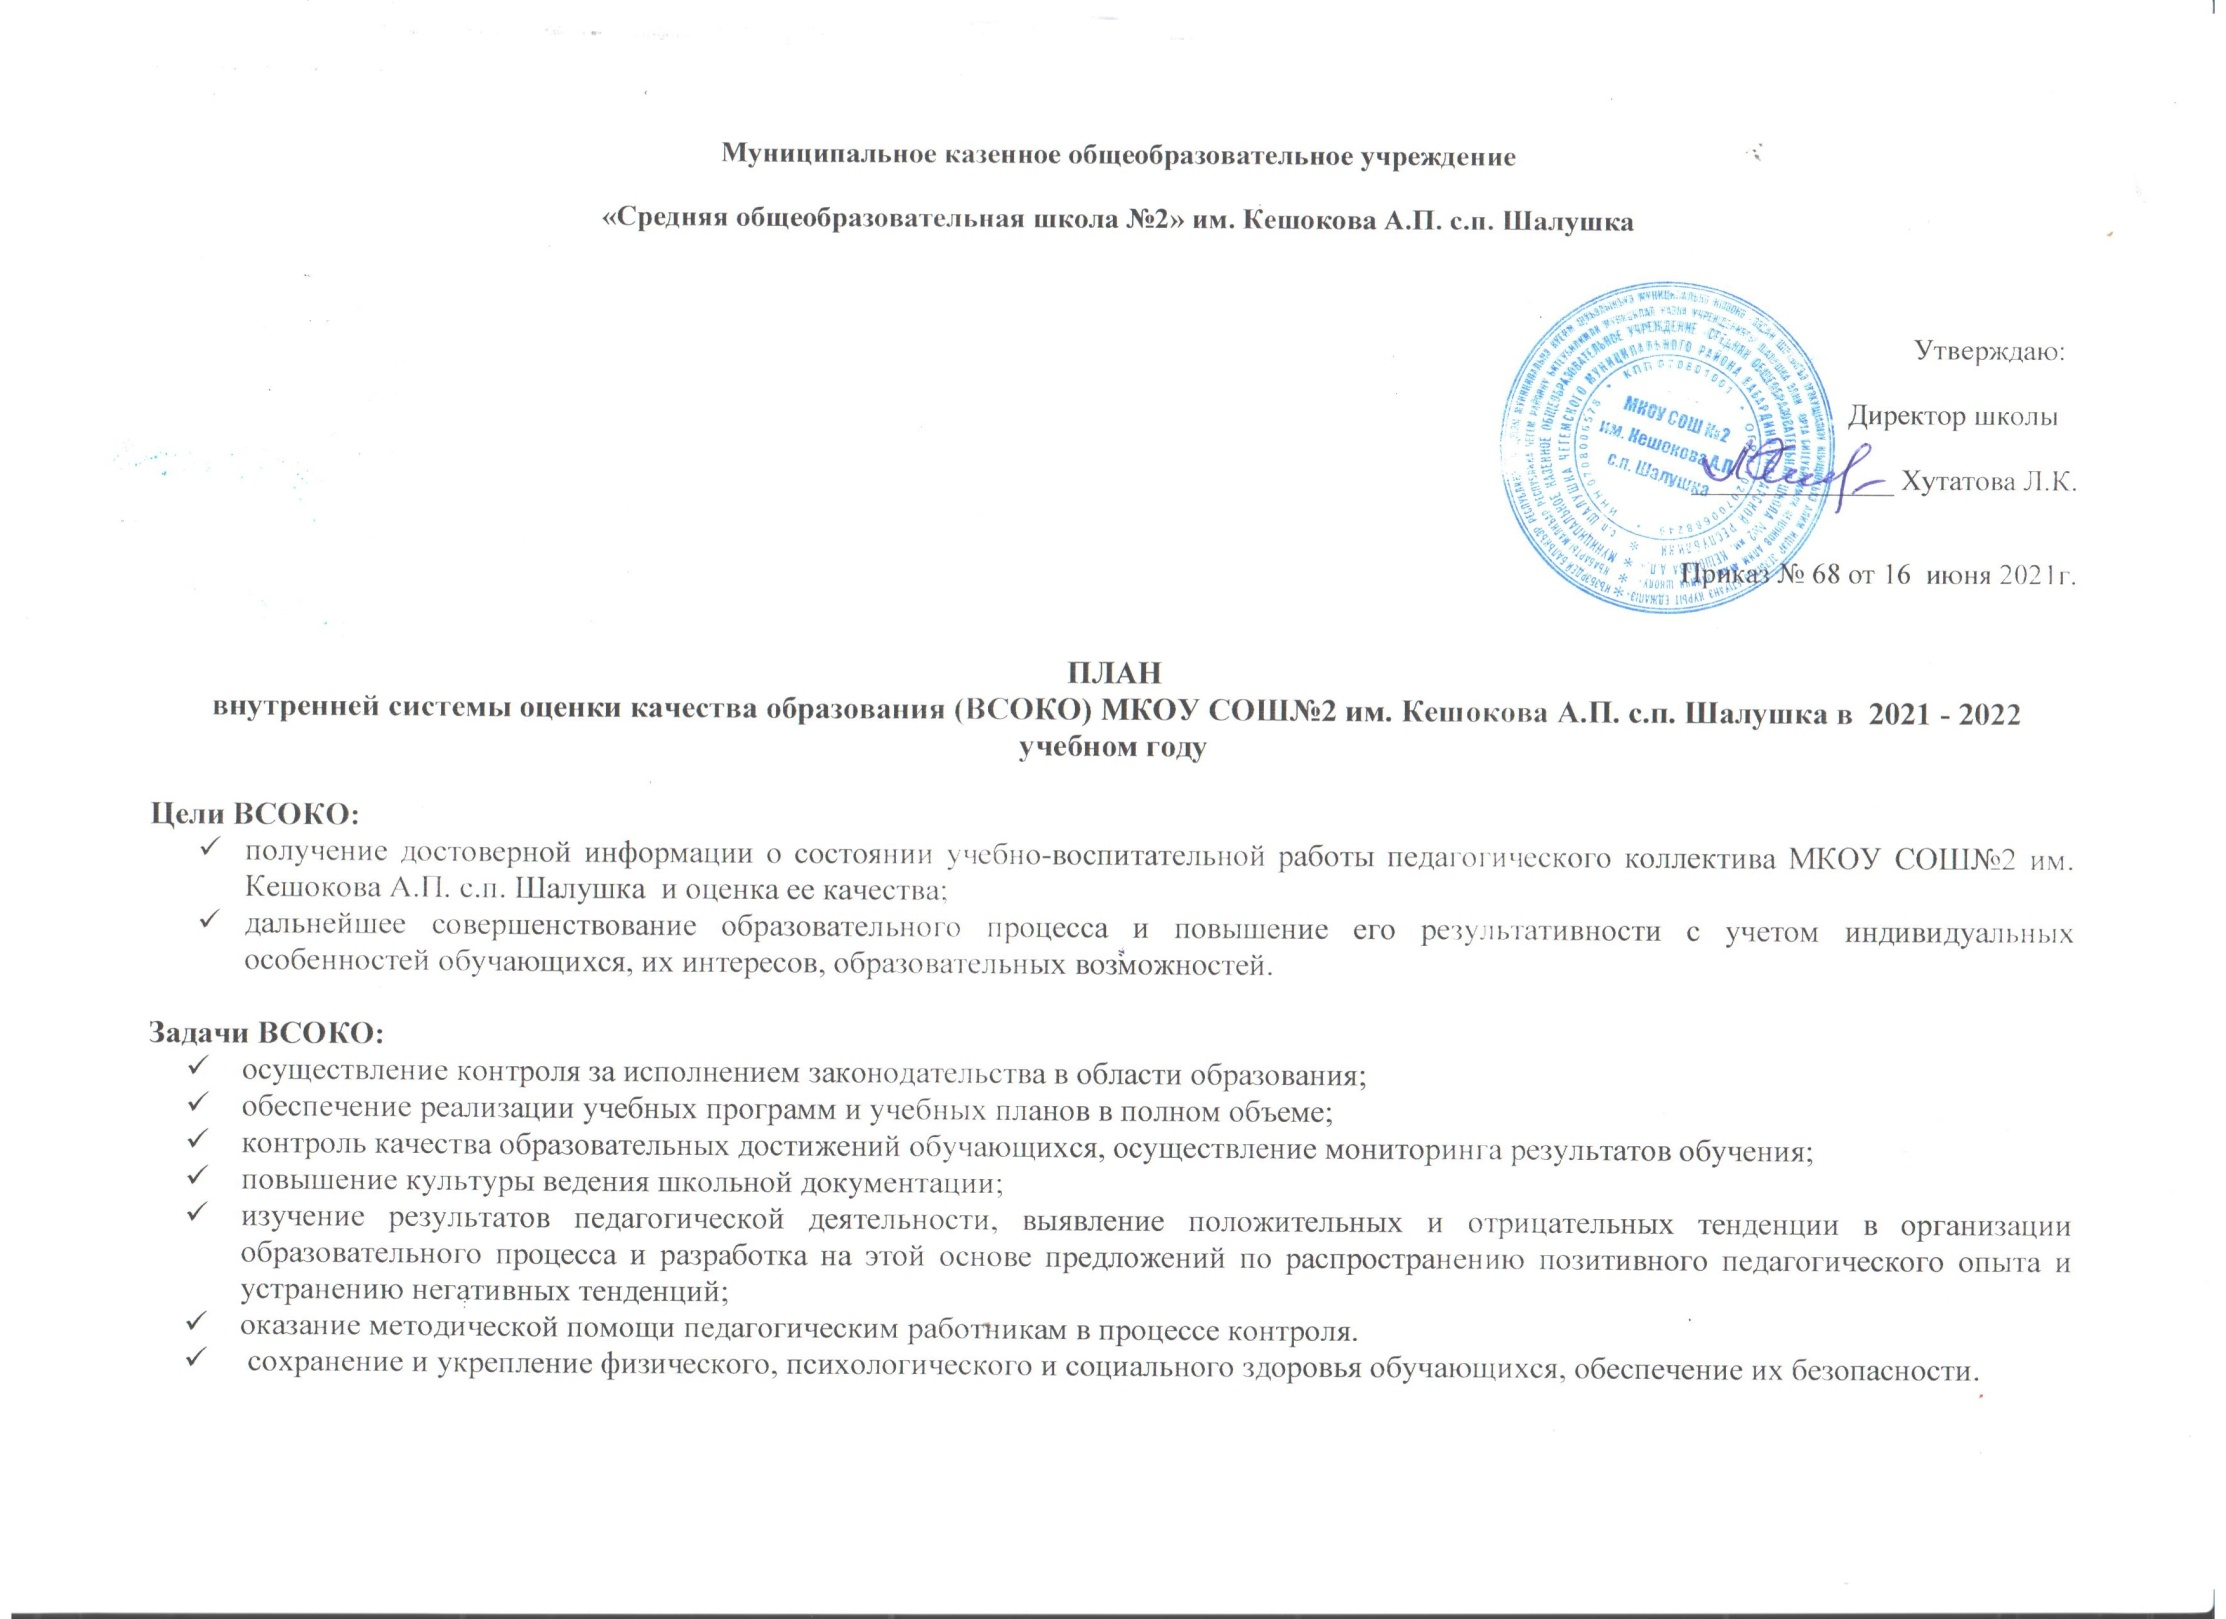 Муниципальное казенное общеобразовательное учреждение
«Средняя общеобразовательная школа №2» им. Кешокова А.П. с.п. Шалушка
Утверждаю:
Директор школы
Хутатова Л.К.
Приказ № 68 от 16 июня 2021г.
МКОУ СОШ №2
им. Кешокова А.П.
с.п. Шалушка
ПЛАН
внутренней системы оценки качества образования (ВСОКО) МКОУ СОШ№2 им. Кешокова А.П. с.п. Шалушка в 2021 - 2022
учебном году
Цели ВСОКО:
✓ получение достоверной информации о состоянии учебно-воспитательной работы педагогического коллектива МКОУ СОШ№2 им.
Кешокова А.П. с.п. Шалушка и оценка ее качества;
✓ дальнейшее совершенствование образовательного процесса и повышение его результативности с учетом индивидуальных
особенностей обучающихся, их интересов, образовательных возможностей.
Задачи ВСОКО:
✓ осуществление контроля за исполнением законодательства в области образования;
✓ обеспечение реализации учебных программ и учебных планов в полном объеме;
✓ контроль качества образовательных достижений обучающихся, осуществление мониторинга результатов обучения;
✓ повышение культуры ведения школьной документации;
✓ изучение результатов педагогической деятельности, выявление положительных и отрицательных тенденции в организации
образовательного процесса и разработка на этой основе предложений по распространению позитивного педагогического опыта и
устранению негативных тенденций;
✓ оказание методической помощи педагогическим работникам в процессе контроля.
✓ сохранение и укрепление физического, психологического и социального здоровья обучающихся, обеспечение их безопасности.